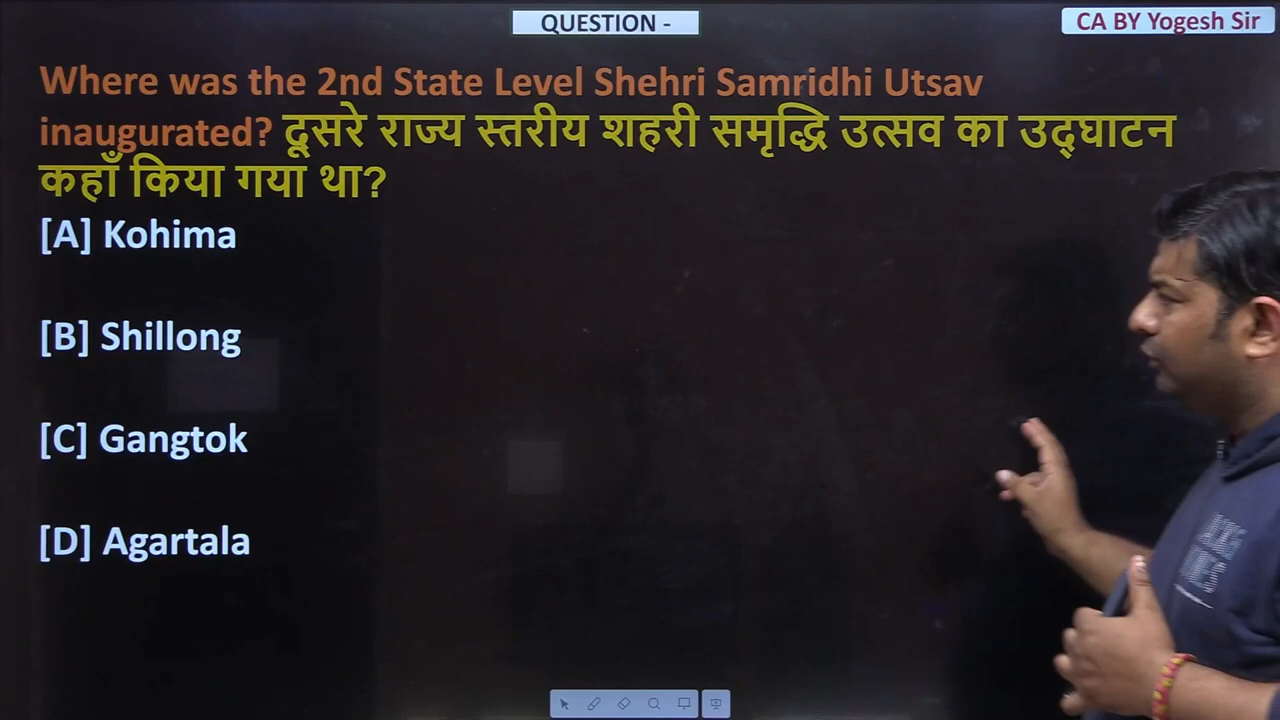 QUESTION -
CA BY Yogesh Sir
Where was the 2nd State Level Shehri Samridhi Utsav
inaugurated? दूसरे राज्य स्तरीय शहरी समृद्धि उत्सव का उद्घाटन
कहाँ किया गया था?
[A] Kohima
[B] Shillong
[C] Gangtok
[D] Agartala